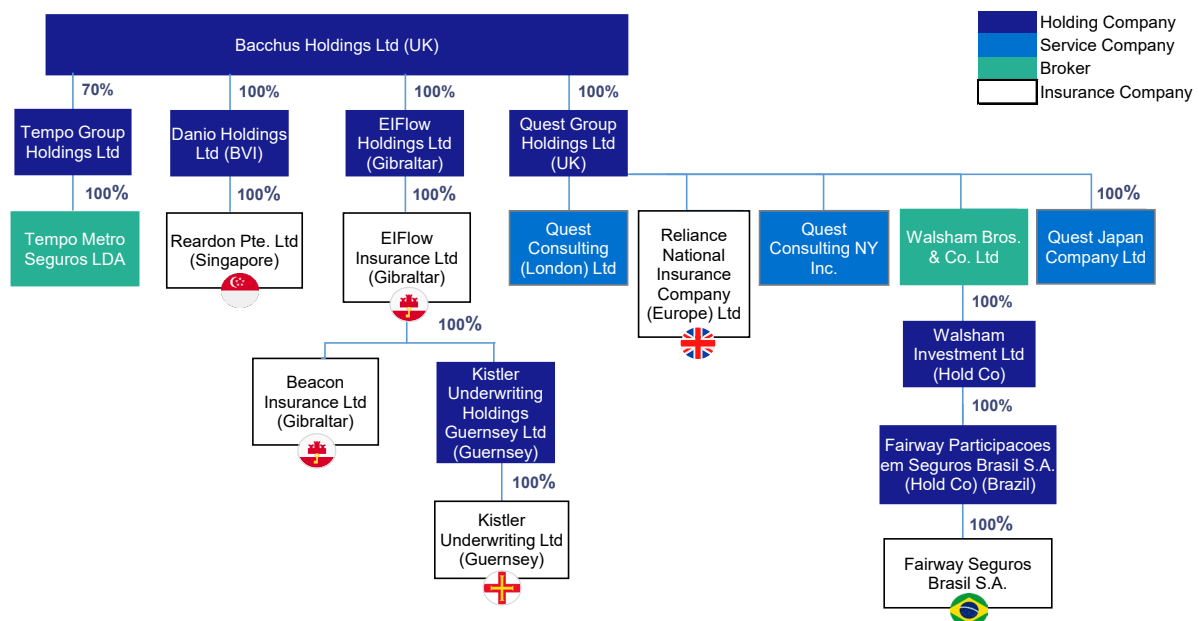 Bacchus Holdings Ltd (UK)
Holding Company
Service Company
Broker
Insurance Company
70%
100%
100%
100%
Tempo Group
Holdings Ltd
Danio Holdings
Ltd (BVI)
ElFlow
Holdings Ltd
(Gibraltar)
Quest Group
Holdings Ltd
(UK)
100%
100%
100%
100%
Tempo Metro
Seguros LDA
Reardon Pte. Ltd
(Singapore)
ElFlow
Insurance Ltd
(Gibraltar)
Quest
Consulting
(London) Ltd
Reliance
National
Insurance
Company
(Europe) Ltd
Quest
Consulting NY
Inc.
Walsham Bros.
& Co. Ltd
Quest Japan
Company Ltd
100%
100%
Beacon
Insurance Ltd
(Gibraltar)
Kistler
Underwriting
Holdings
Guernsey Ltd
(Guernsey)
Walsham
Investment Ltd
(Hold Co)
100%
100%
Kistler
Underwriting Ltd
(Guernsey)
Fairway Participacoes
em Seguros Brasil S.A.
(Hold Co) (Brazil)
100%
Fairway Seguros
Brasil S.A.